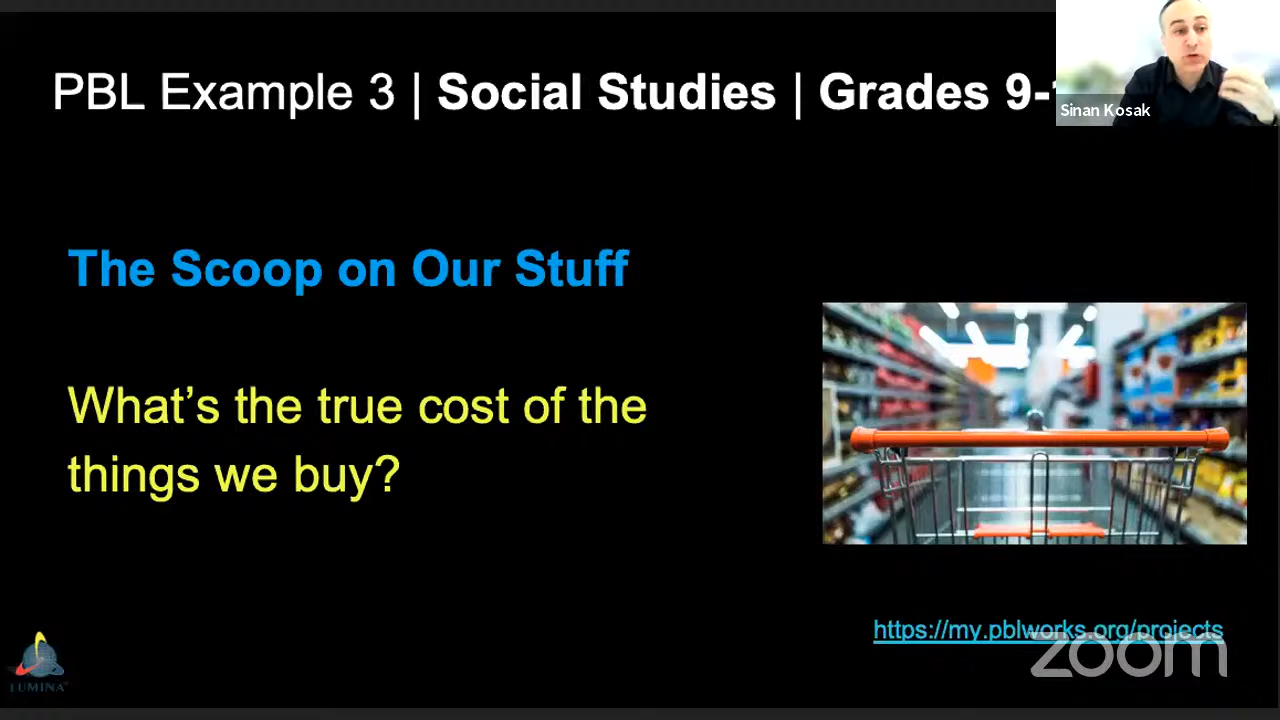 PBL Example 3 | Social Studies | Grades 9-
Sinan Kosak
The Scoop on Our Stuff
What's the true cost of the
things we buy?
https://my.pblworks.org/projects
zoom
LUMINA